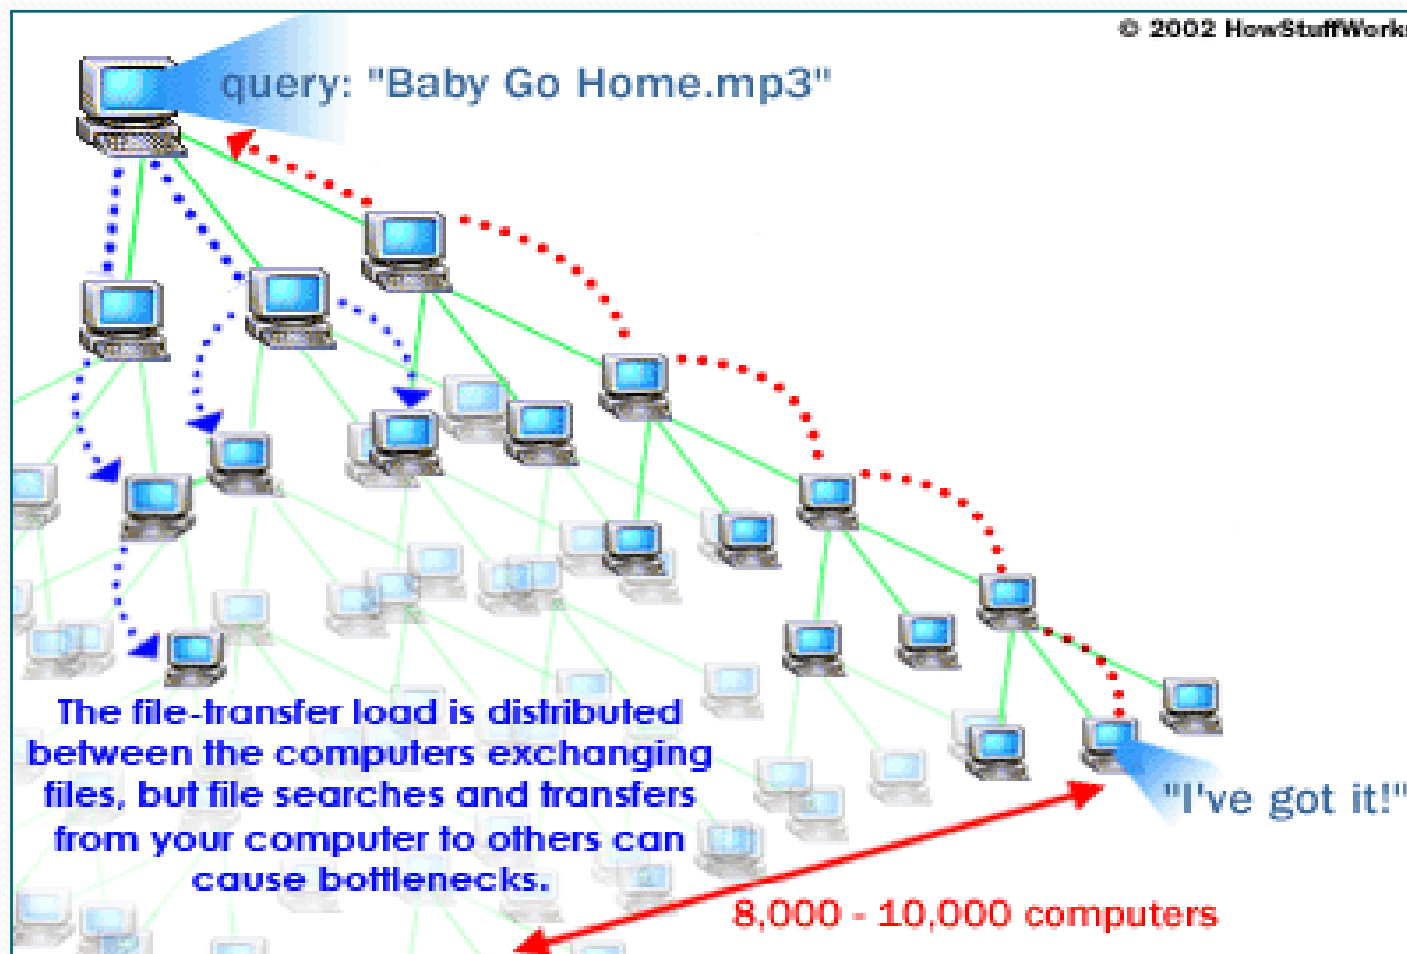 © 2002 HowStuffWorks
query: "Baby Go Home.mp3"
The file-transfer load is distributed
between the computers exchanging
files, but file searches and transfers
from your computer to others can
cause bottlenecks.
"I've got it!"
8,000 - 10,000 computers